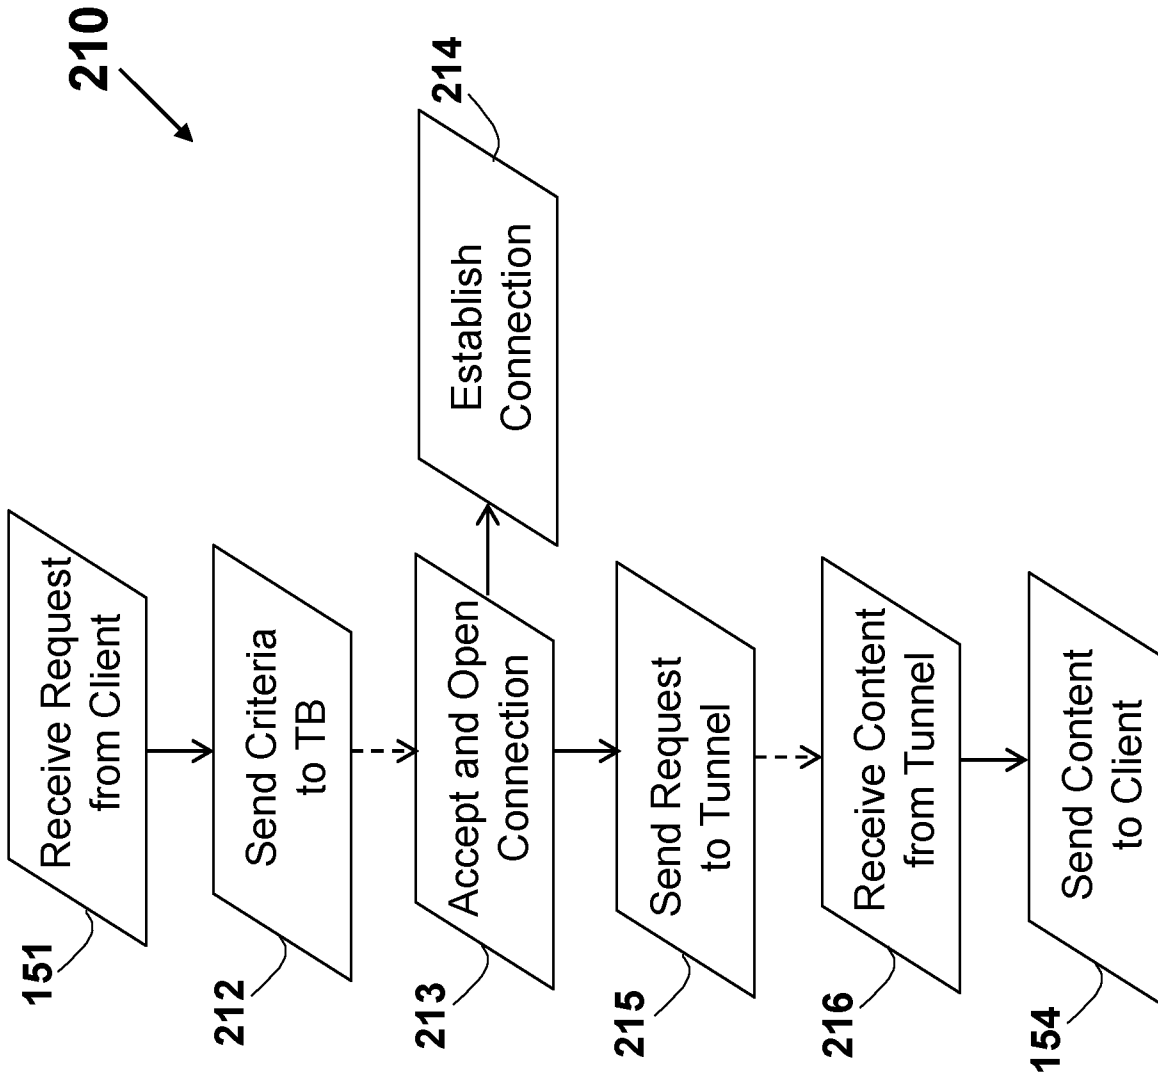 210
151
Receive Request
from Client
212
Send Criteria
to TB
213
Accept and Open
Connection
214
Establish
Connection
215
Send Request
to Tunnel
216
Receive Content
from Tunnel
154
Send Content
to Client